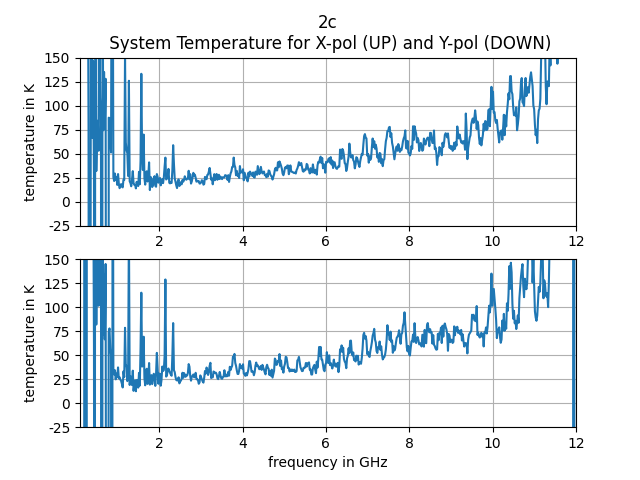 2c
System Temperature for X-pol (UP) and Y-pol (DOWN)
150
125
100
75
50
25
0
-25
temperature in K
2 4 6 8 10 12
150
125
100
75
50
25
0
-25
temperature in K
2 4 6 8 10 12
frequency in GHz